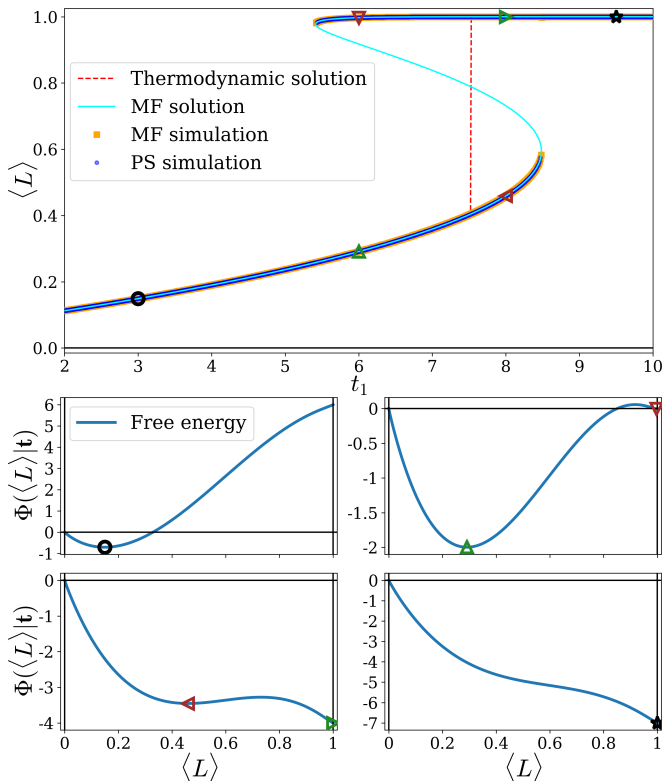 1.0
0.8
0.6
0.4
0.2
0.0
⟨L⟩
Thermodynamic solution
MF solution
MF simulation
PS simulation
2 3 4 5 6 7 8 9 10
t₁
6
5
4
3
2
1
0
-1
Φ(⟨L⟩|t)
Free energy
0
-0.5
-1
-1.5
-2
0
-1
-2
-3
-4
Φ(⟨L⟩|t)
0 0.2 0.4 0.6 0.8 1
⟨L⟩
0
-1
-2
-3
-4
-5
-6
-7
0 0.2 0.4 0.6 0.8 1
⟨L⟩